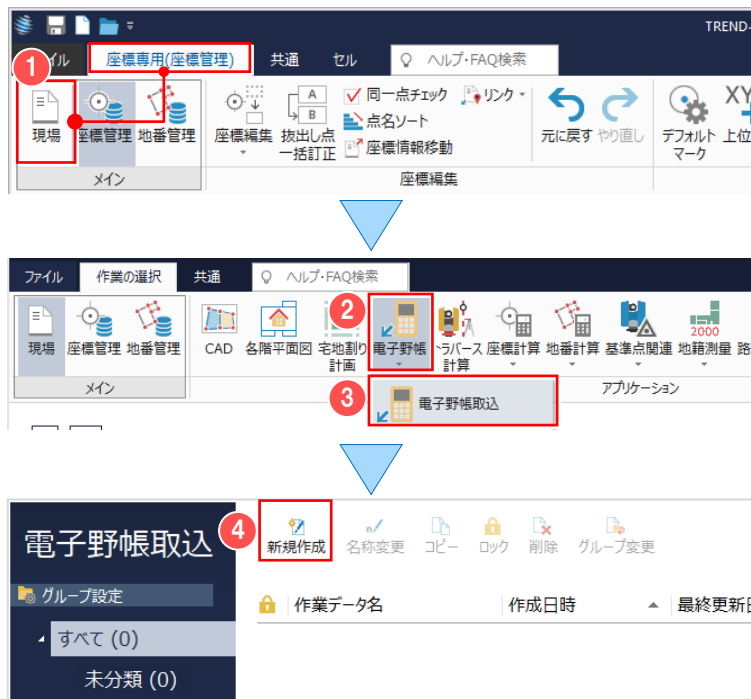 TREND-
1
イル 座標専用(座標管理) 共通 セル ヘルプ・FAQ検索
現場 座標管理 地番管理 座標編集 抜出し点 一括訂正 同一点チェック リンク 点名ソート 座標情報移動 元に戻す やり直し デフォルト マーク XY 上位
A
B
メイン 座標編集
ファイル 作業の選択 共通 ヘルプ・FAQ検索
2
現場 座標管理 地番管理 CAD 各階平面図 宅地割り 計画 電子野帳 トラバース 計算 座標計算 地番計算 基準点関連 2000 地籍測量 路
メイン アプリケーション
3 電子野帳取込
電子野帳取込
4 新規作成 名称変更 コピー ロック 削除 グループ変更
グループ設定
作業データ名 作成日時 最終更新日
すべて (0)
未分類 (0)